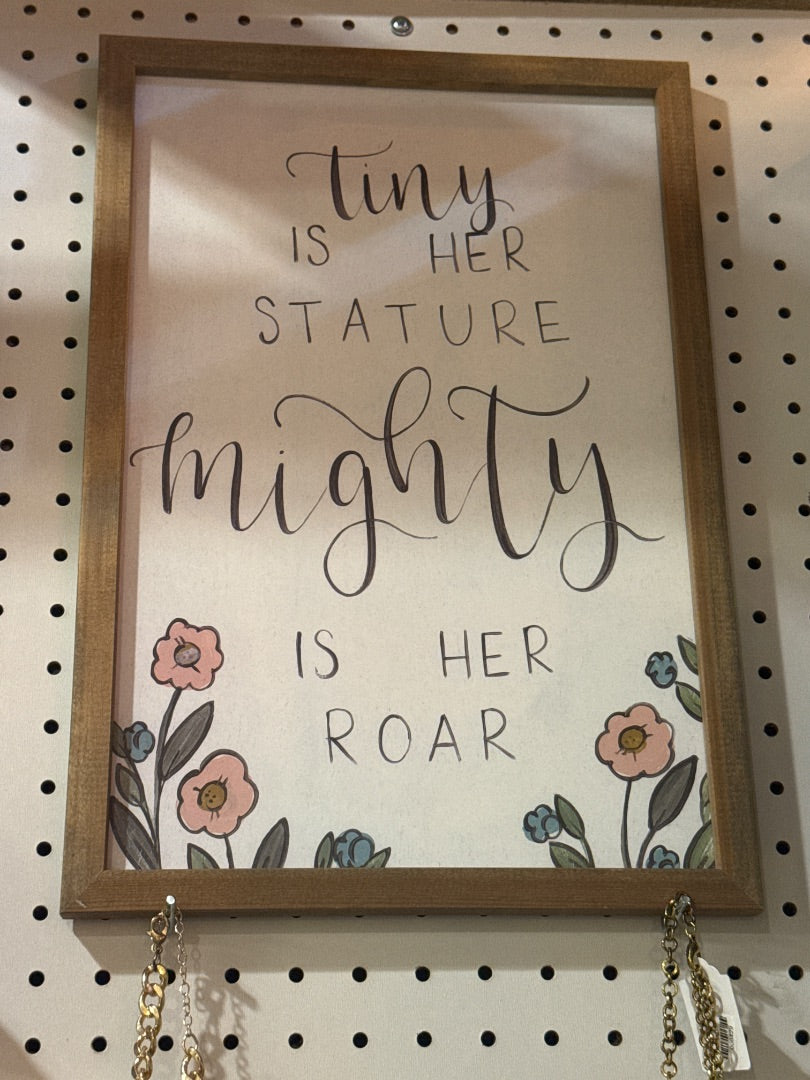 tiny
IS HER
STATURE
mighty
IS HER
ROAR